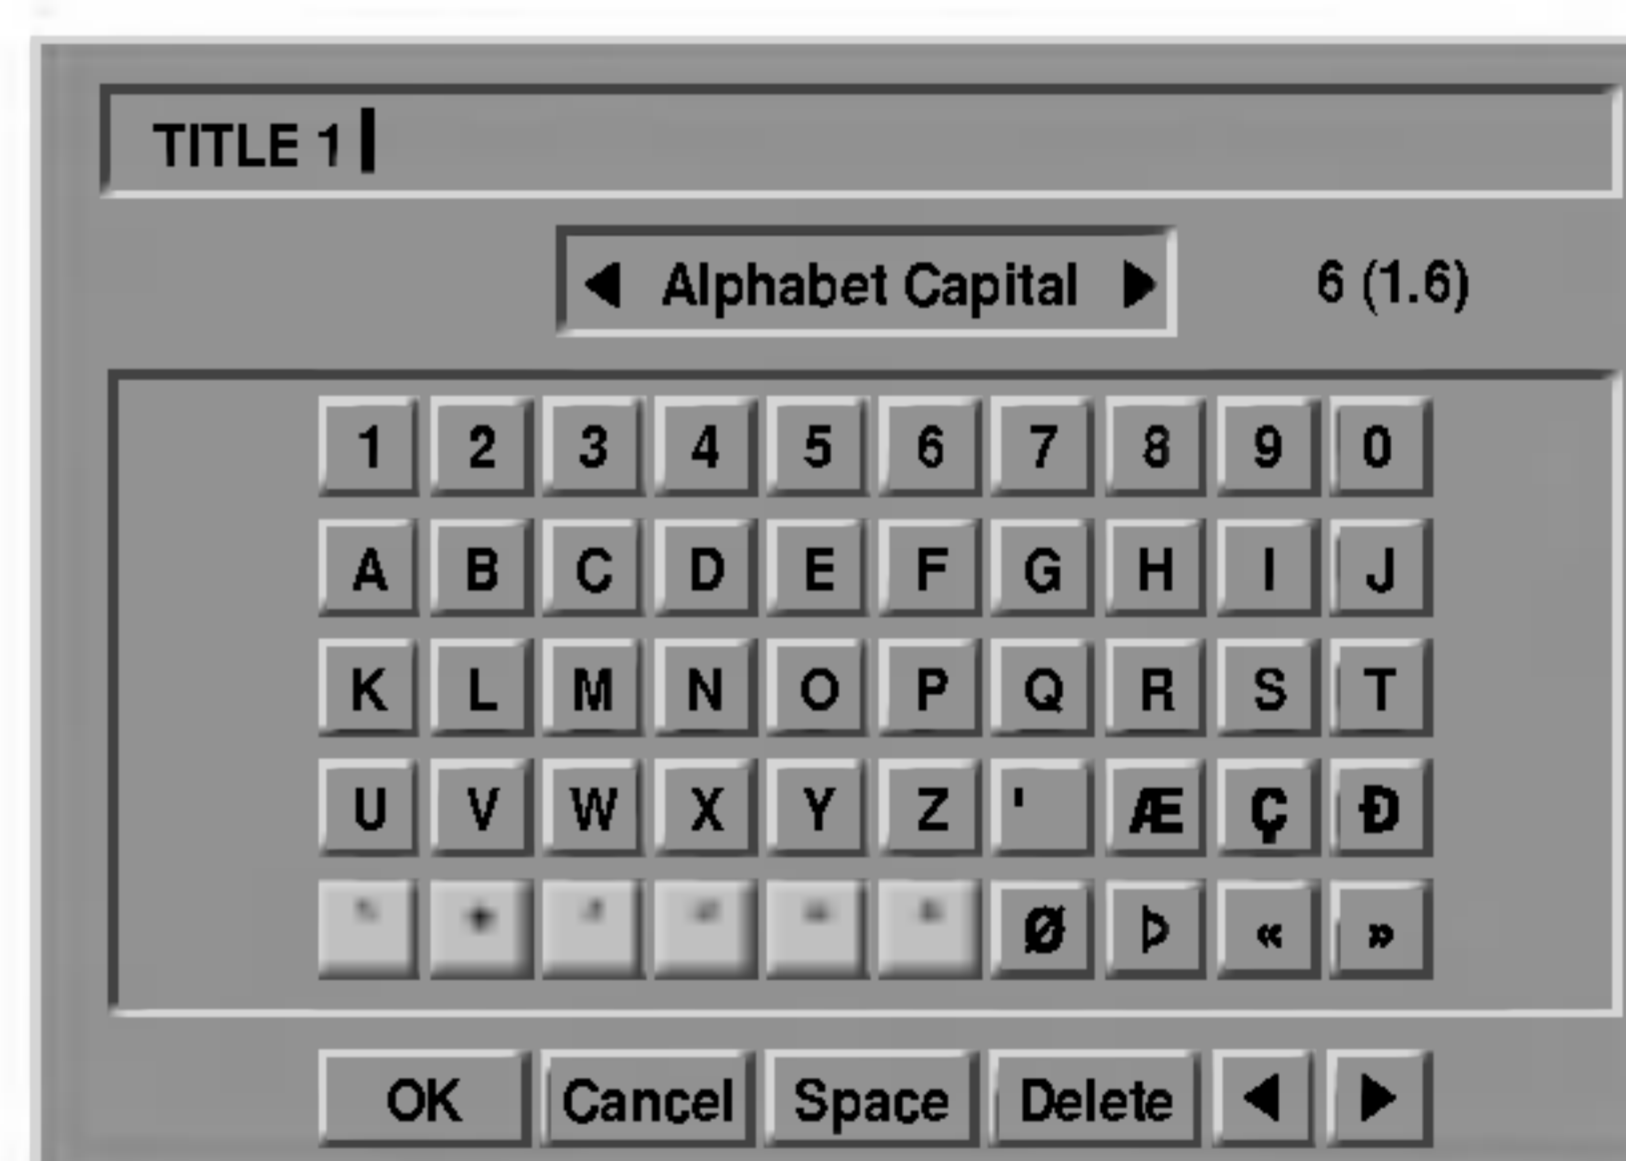 TITLE 1
◀ Alphabet Capital ▶ 6 (1.6)
1 2 3 4 5 6 7 8 9 0
A B C D E F G H I J
K L M N O P Q R S T
U V W X Y Z ' Æ Ç Ð
Ø Þ « »
OK Cancel Space Delete ◀ ▶